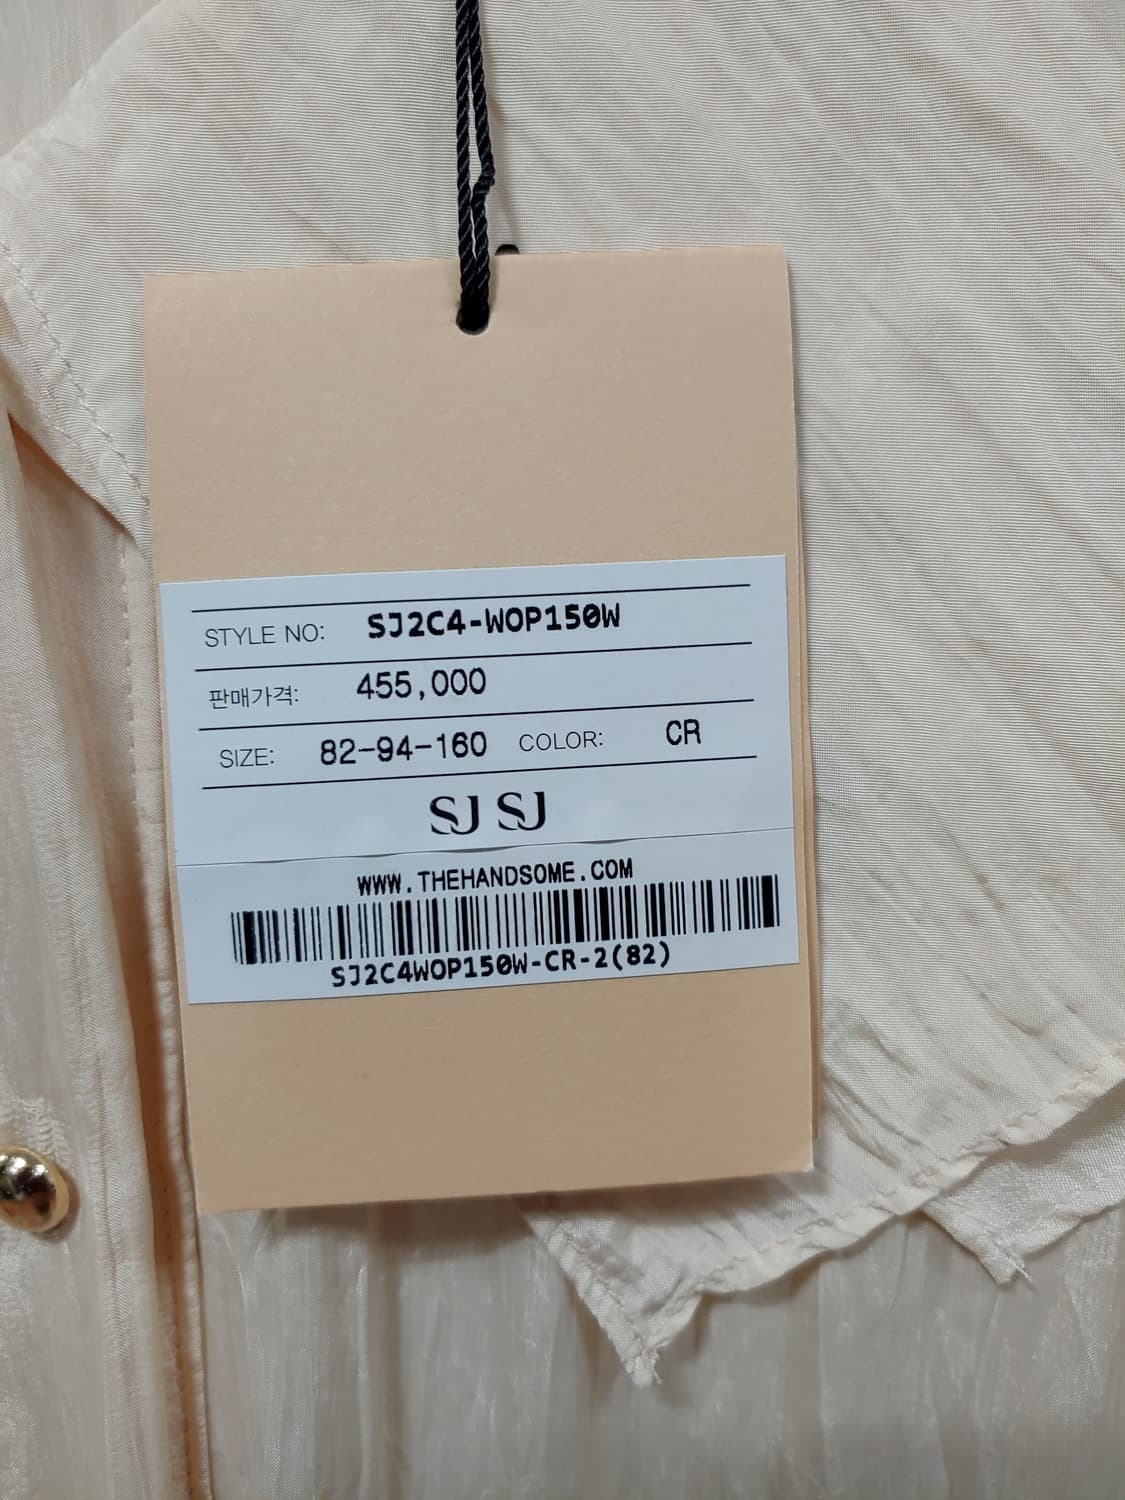 STYLE NO: SJ2C4-WOP150W
판매가격: 455,000
SIZE: 82-94-160 COLOR: CR
SJ SJ
WWW.THEHANDSOME.COM
SJ2C4WOP150W-CR-2(82)